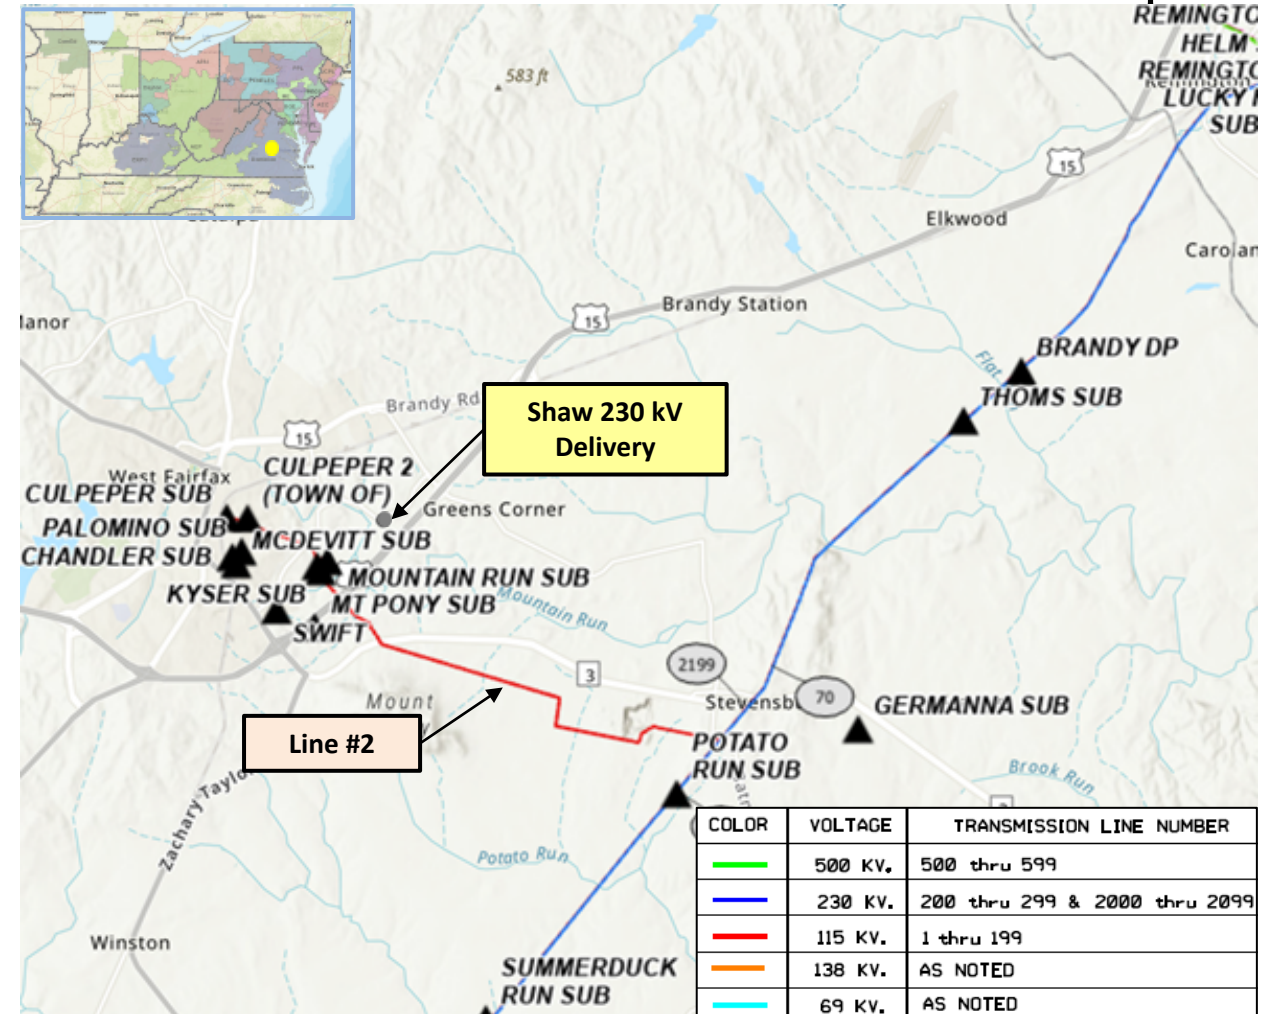 REMINGTO
HELM
REMINGTO
Remington
LUCKY
SUB
583 ft
15
Elkwood
Carolan
Brandy Station
15
anor
BRANDY DP
Flat
THOMS SUB
Shaw 230 kV
Delivery
Brandy Rd
15
West Fairfax
CULPEPER 2
(TOWN OF)
CULPEPER SUB
Greens Corner
PALOMINO SUB
MCDEVITT SUB
CHANDLER SUB
MOUNTAIN RUN SUB
KYSER SUB
MT PONY SUB
Mountain Run
SWIFT
2199
3
70
Stevensb
GERMANNA SUB
Mount
Line #2
POTATO
RUN SUB
Brook Run
Zachary Taylo
Potato Run
Winston
SUMMERDUCK
RUN SUB
COLOR VOLTAGE TRANSMISSION LINE NUMBER
500 KV. 500 thru 599
230 KV. 200 thru 299 & 2000 thru 2099
115 KV. 1 thru 199
138 KV. AS NOTED
69 KV. AS NOTED